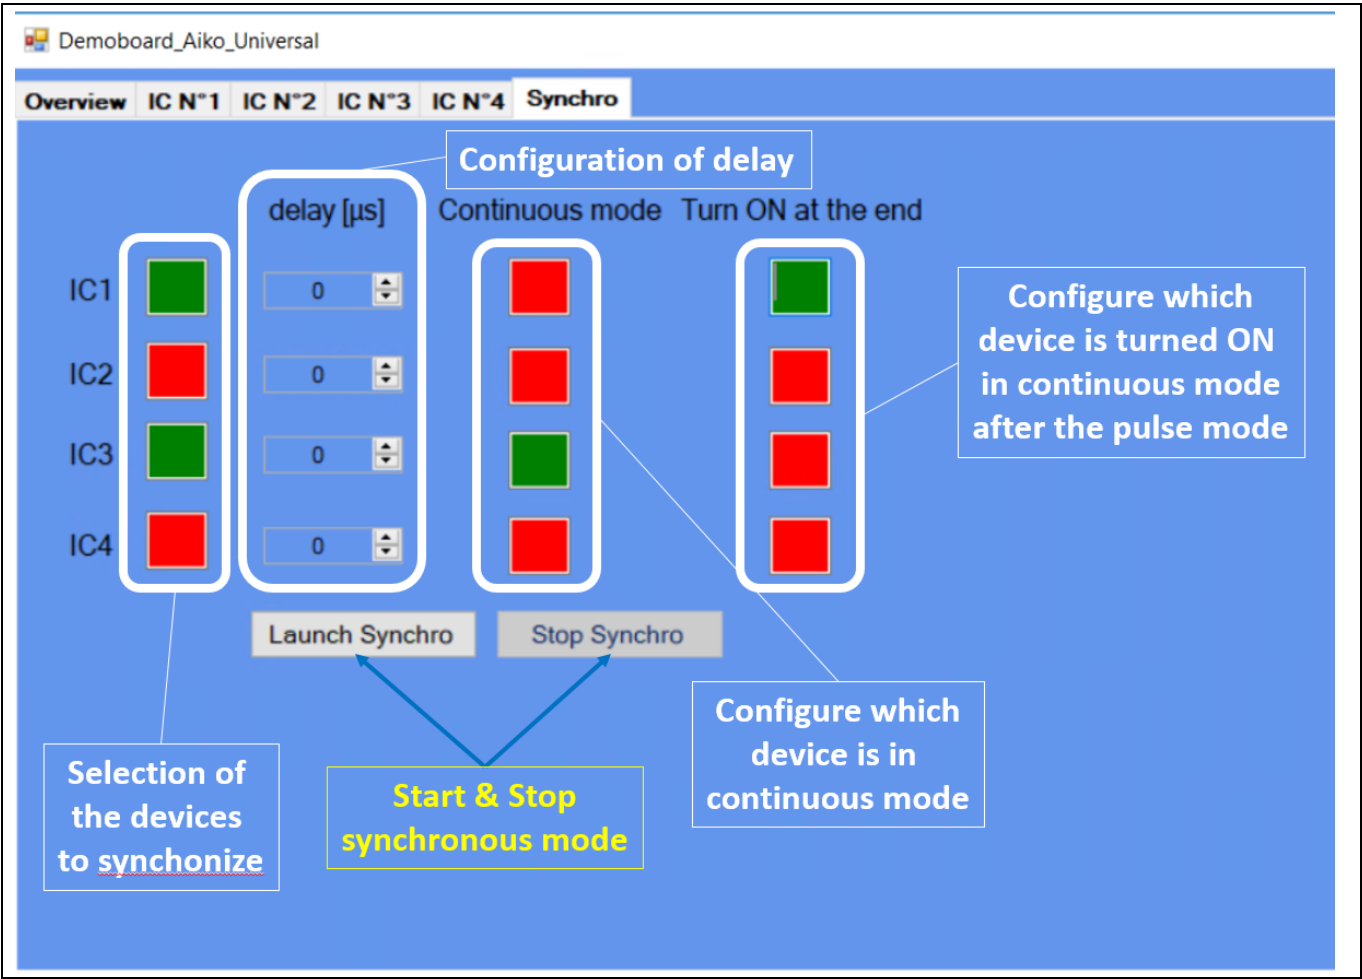 Demoboard_Aiko_Universal
Overview IC N°1 IC N°2 IC N°3 IC N°4 Synchro
Configuration of delay
delay [µs] Continuous mode Turn ON at the end
IC1 0
IC2 0
IC3 0
IC4 0
Configure which
device is turned ON
in continuous mode
after the pulse mode
Launch Synchro Stop Synchro
Configure which
device is in
continuous mode
Selection of
the devices
to synchonize
Start & Stop
synchronous mode